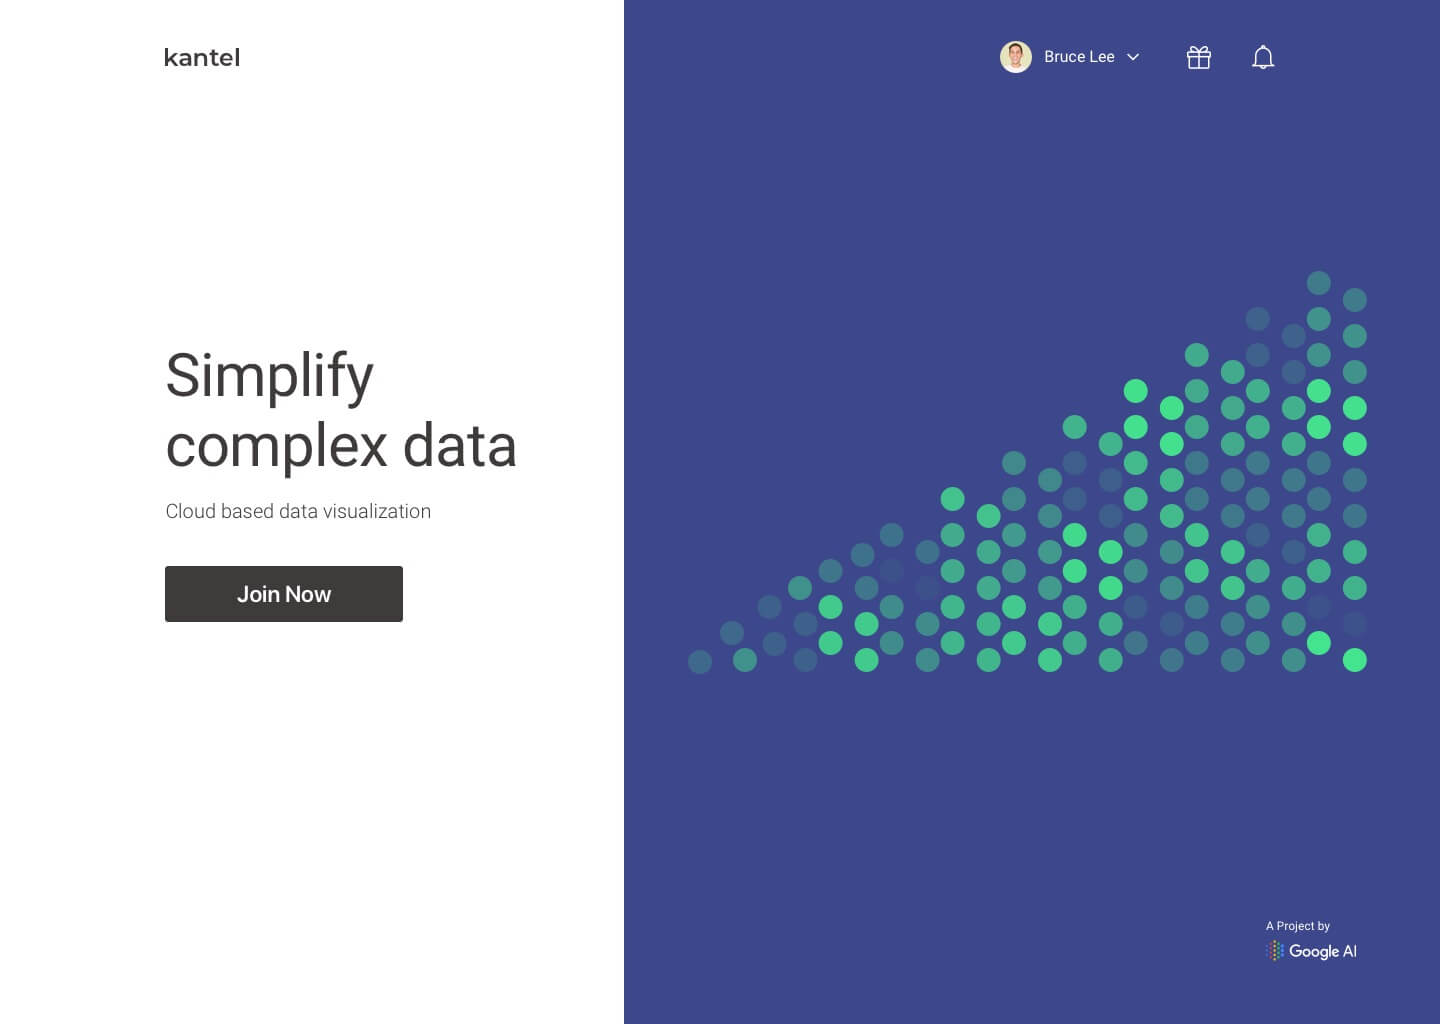 kantel
Bruce Lee
Simplify
complex data
Cloud based data visualization
Join Now
A Project by
Google AI